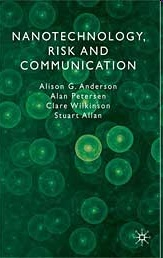 NANOTECHNOLOGY,
RISK AND
COMMUNICATION
Alison G. Anderson
Alan Petersen
Clare Wilkinson
Stuart Allan